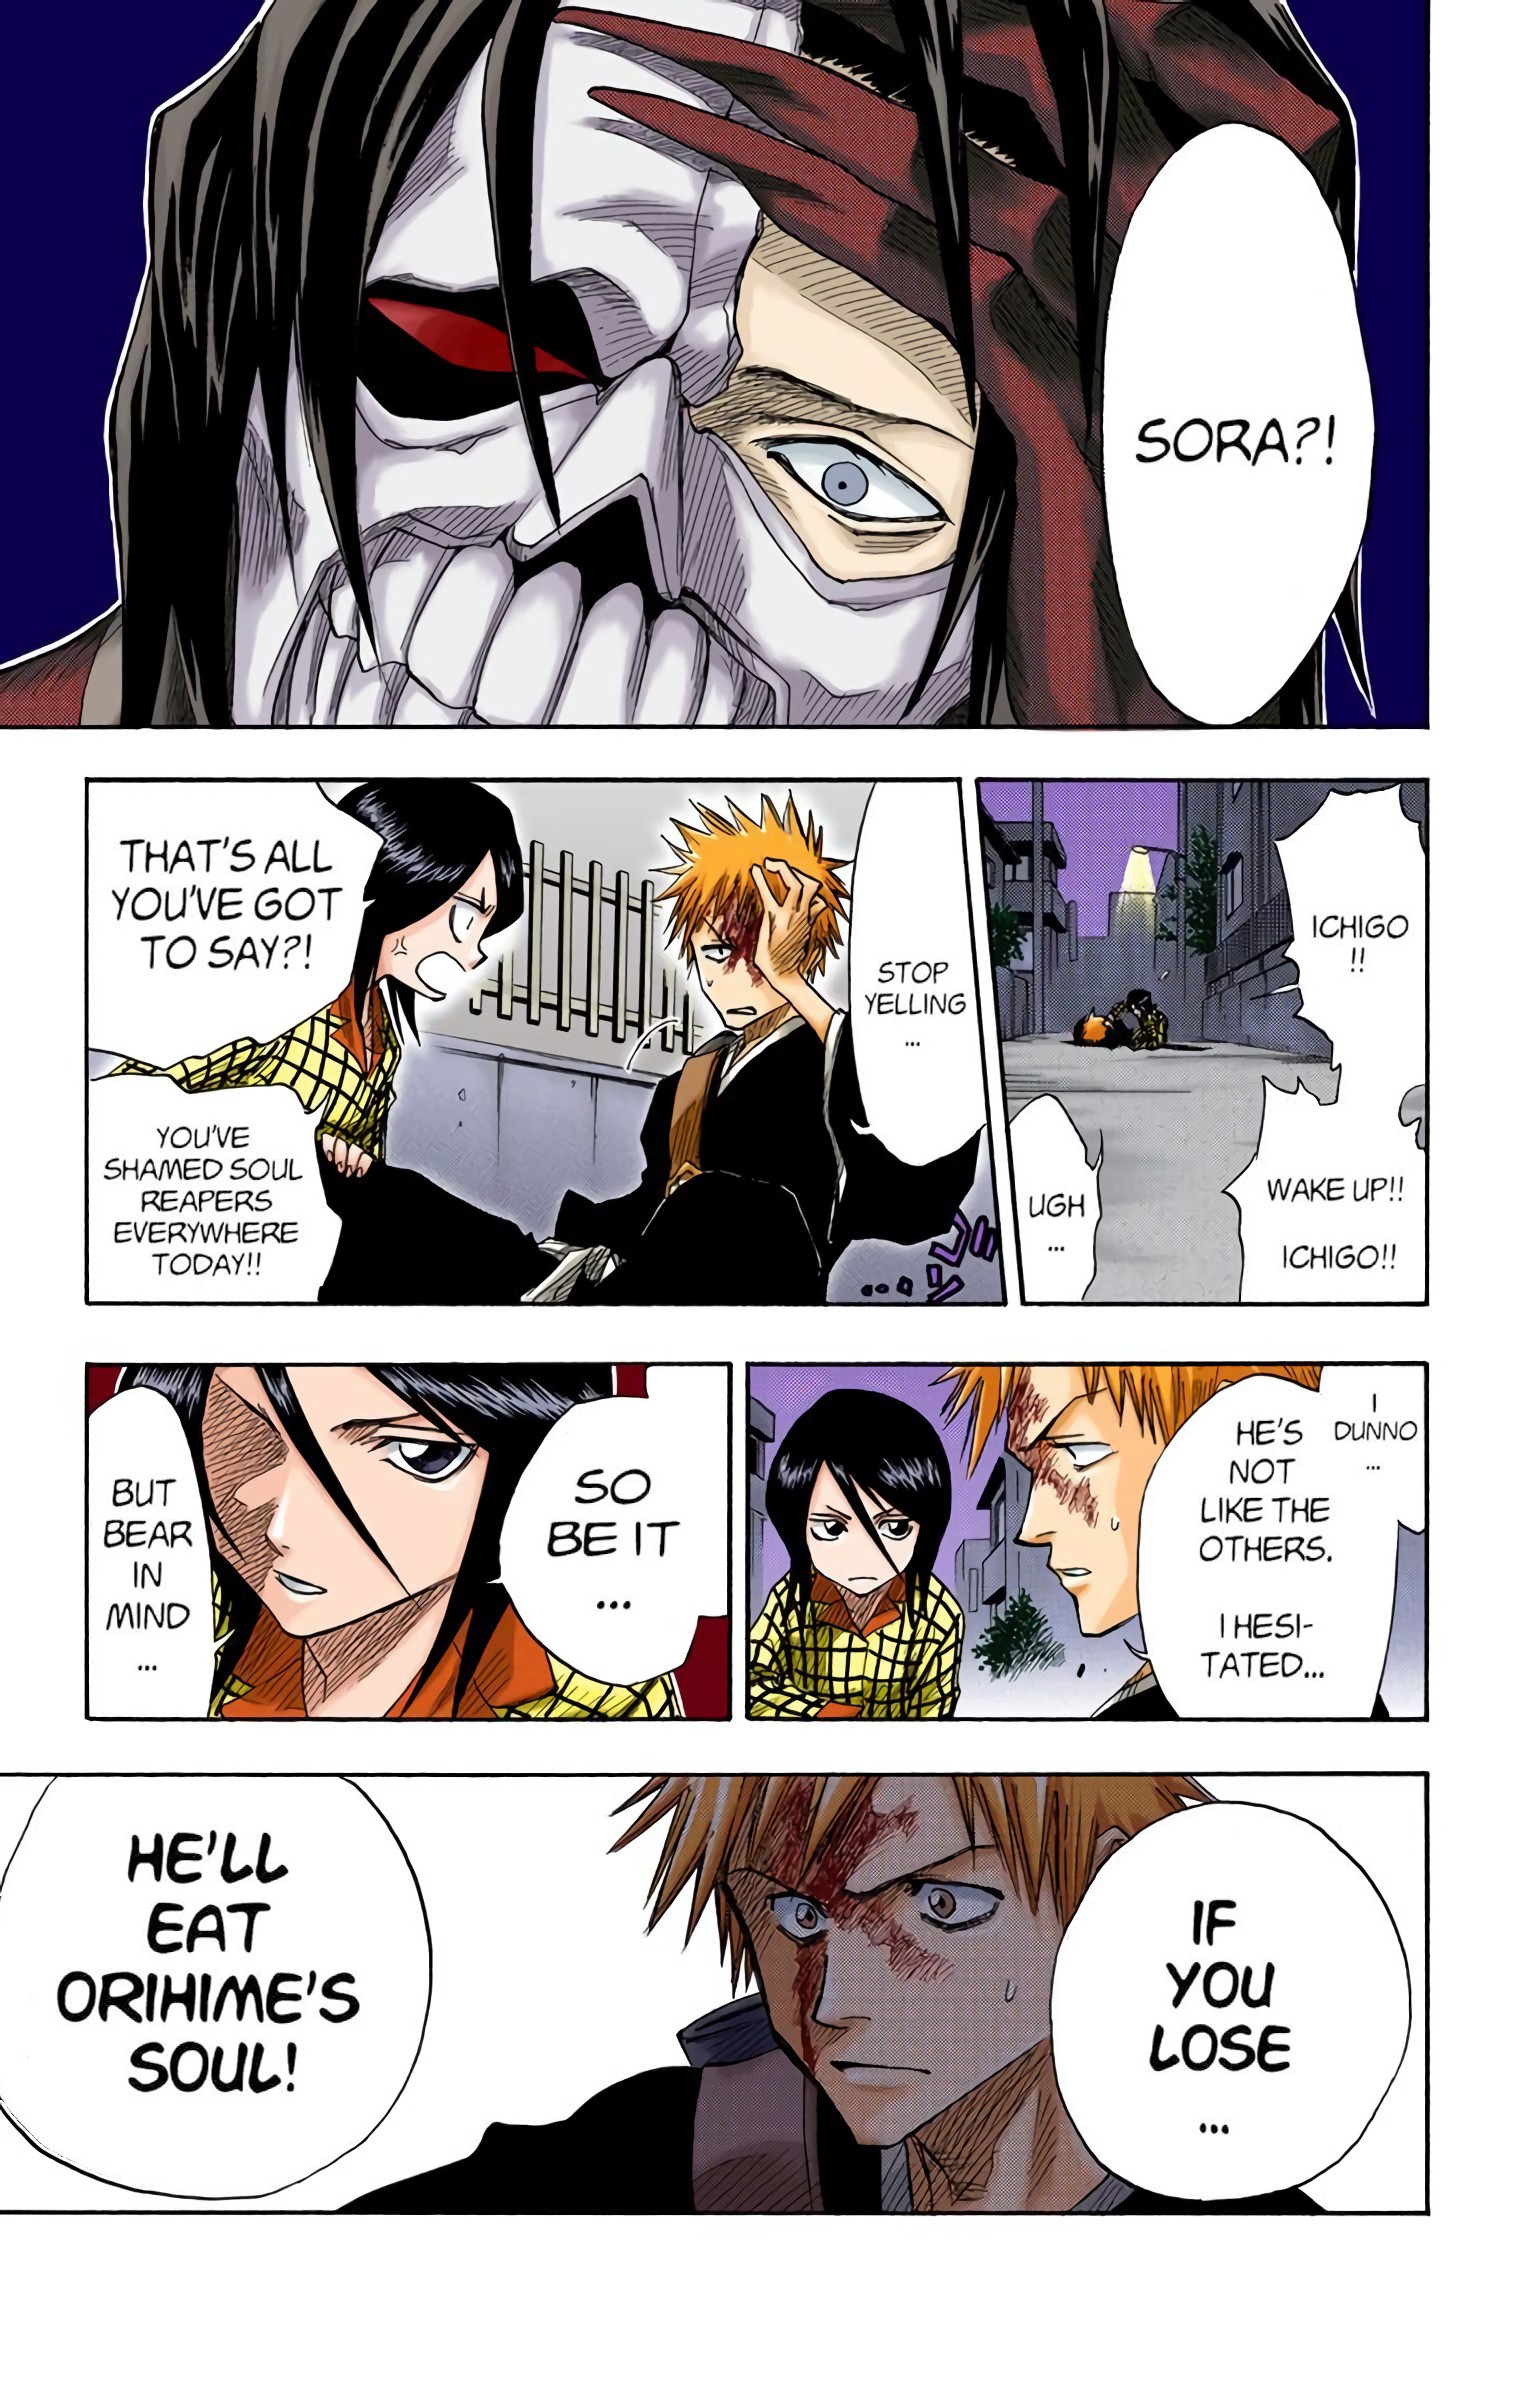 SORA?!
ICHIGO
!!
WAKE UP!!
ICHIGO!!
UGH
...
STOP
YELLING
...
THAT'S ALL
YOU'VE GOT
TO SAY?!
YOU'VE
SHAMED SOUL
REAPERS
EVERYWHERE
TODAY!!
I
DUNNO
...
HE'S
NOT
LIKE THE
OTHERS.
I HESI-
TATED...
SO
BE IT
...
BUT
BEAR
IN
MIND
...
IF
YOU
LOSE
...
HE'LL
EAT
ORIHIME'S
SOUL!